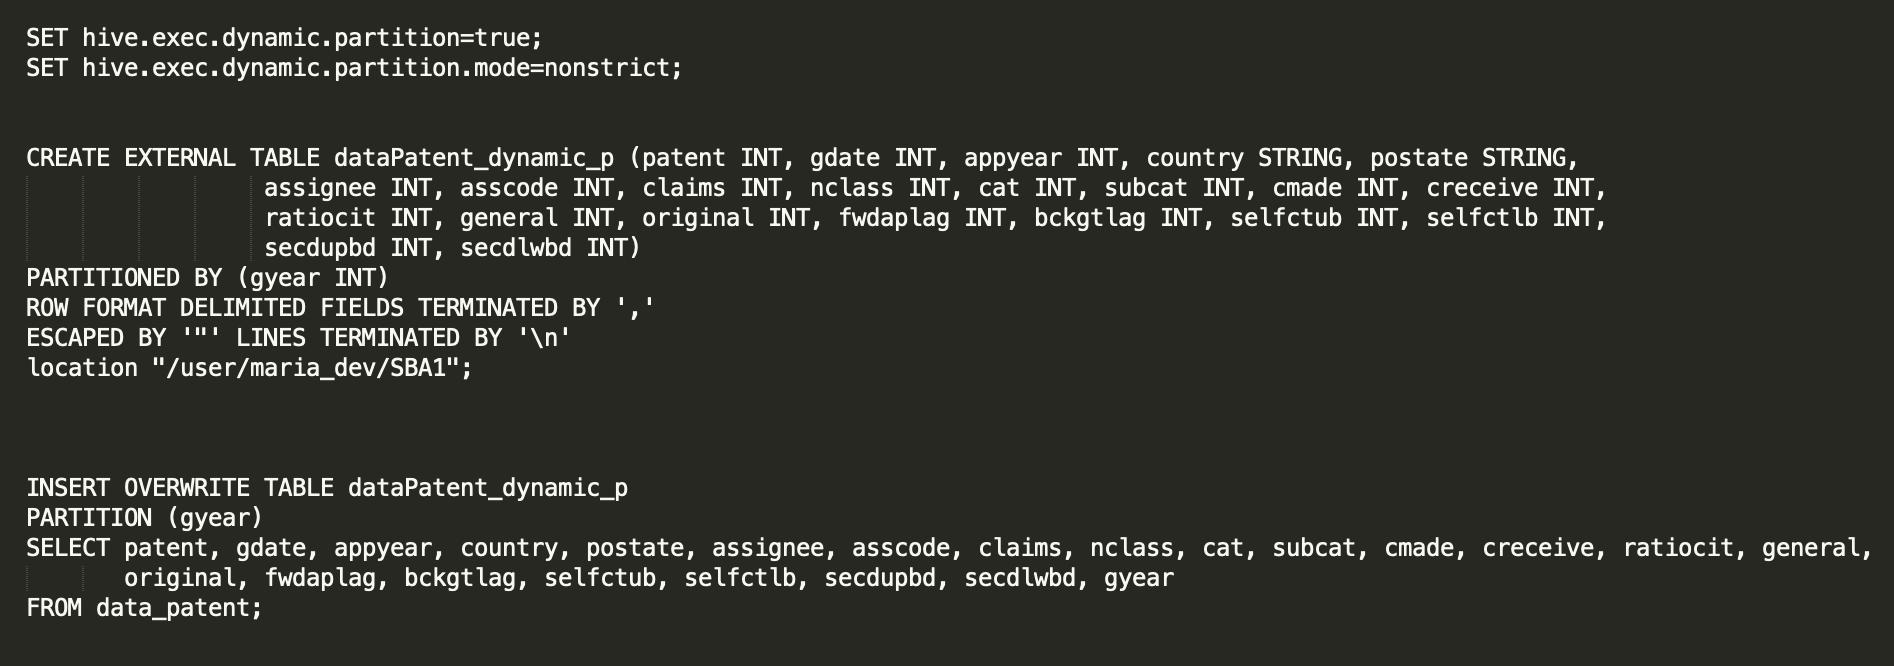 SET hive.exec.dynamic.partition=true;
SET hive.exec.dynamic.partition.mode=nonstrict;
CREATE EXTERNAL TABLE dataPatent_dynamic_p (patent INT, gdate INT, appyear INT, country STRING, postate STRING,
assignee INT, asscode INT, claims INT, nclass INT, cat INT, subcat INT, cmade INT, creceive INT,
ratiocit INT, general INT, original INT, fwdaplag INT, bckgtlag INT, selfctub INT, selfctlb INT,
secdupbd INT, secdlwbd INT)
PARTITIONED BY (gyear INT)
ROW FORMAT DELIMITED FIELDS TERMINATED BY ','
ESCAPED BY '"' LINES TERMINATED BY '\n'
location "/user/maria_dev/SBA1";
INSERT OVERWRITE TABLE dataPatent_dynamic_p
PARTITION (gyear)
SELECT patent, gdate, appyear, country, postate, assignee, asscode, claims, nclass, cat, subcat, cmade, creceive, ratiocit, general,
original, fwdaplag, bckgtlag, selfctub, selfctlb, secdupbd, secdlwbd, gyear
FROM data_patent;